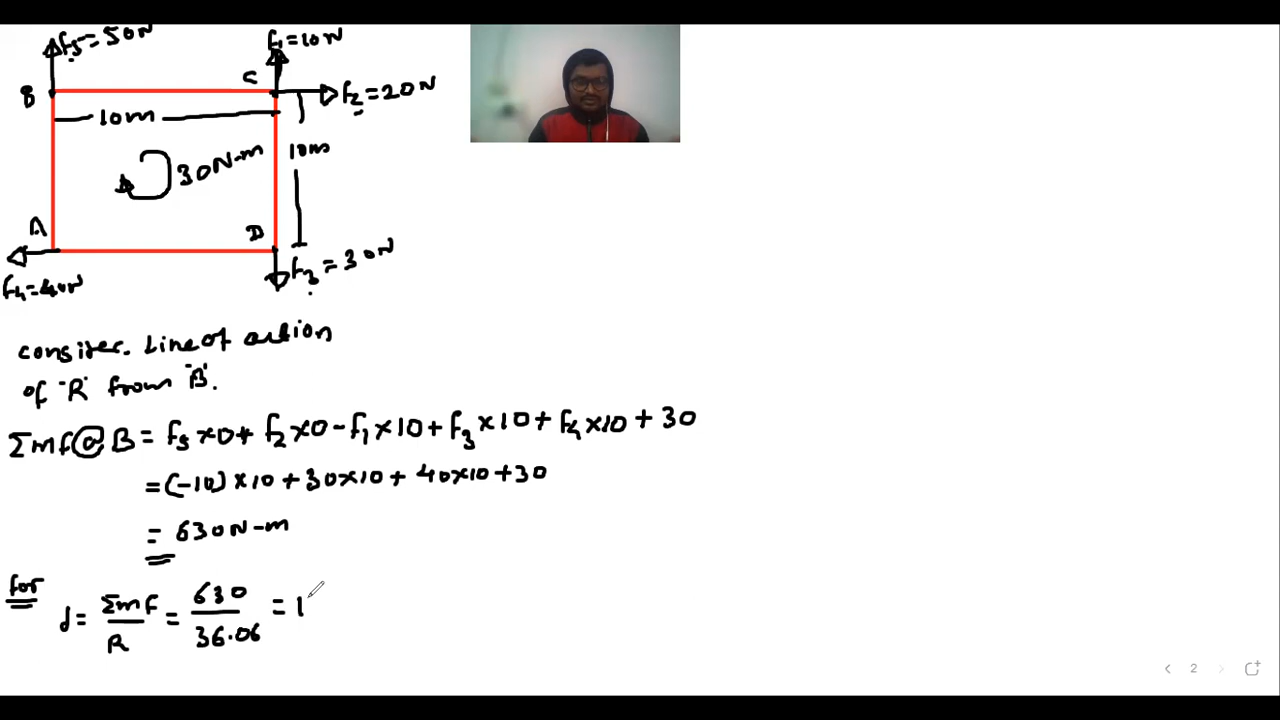 f5=50N
f1=10N
B
C
f2=20N
10m
30N-m
10m
A
D
f3=30N
f4=40N
consiter. Line of action
of "R" from "B".
Σmf@B = f5×0+ f2×0-f1×10+f3×10+f4×10+30
=(-10)×10+30×10+40×10+30
= 630N-m
for
d= ΣmF/R = 630/36.06 = 1
2